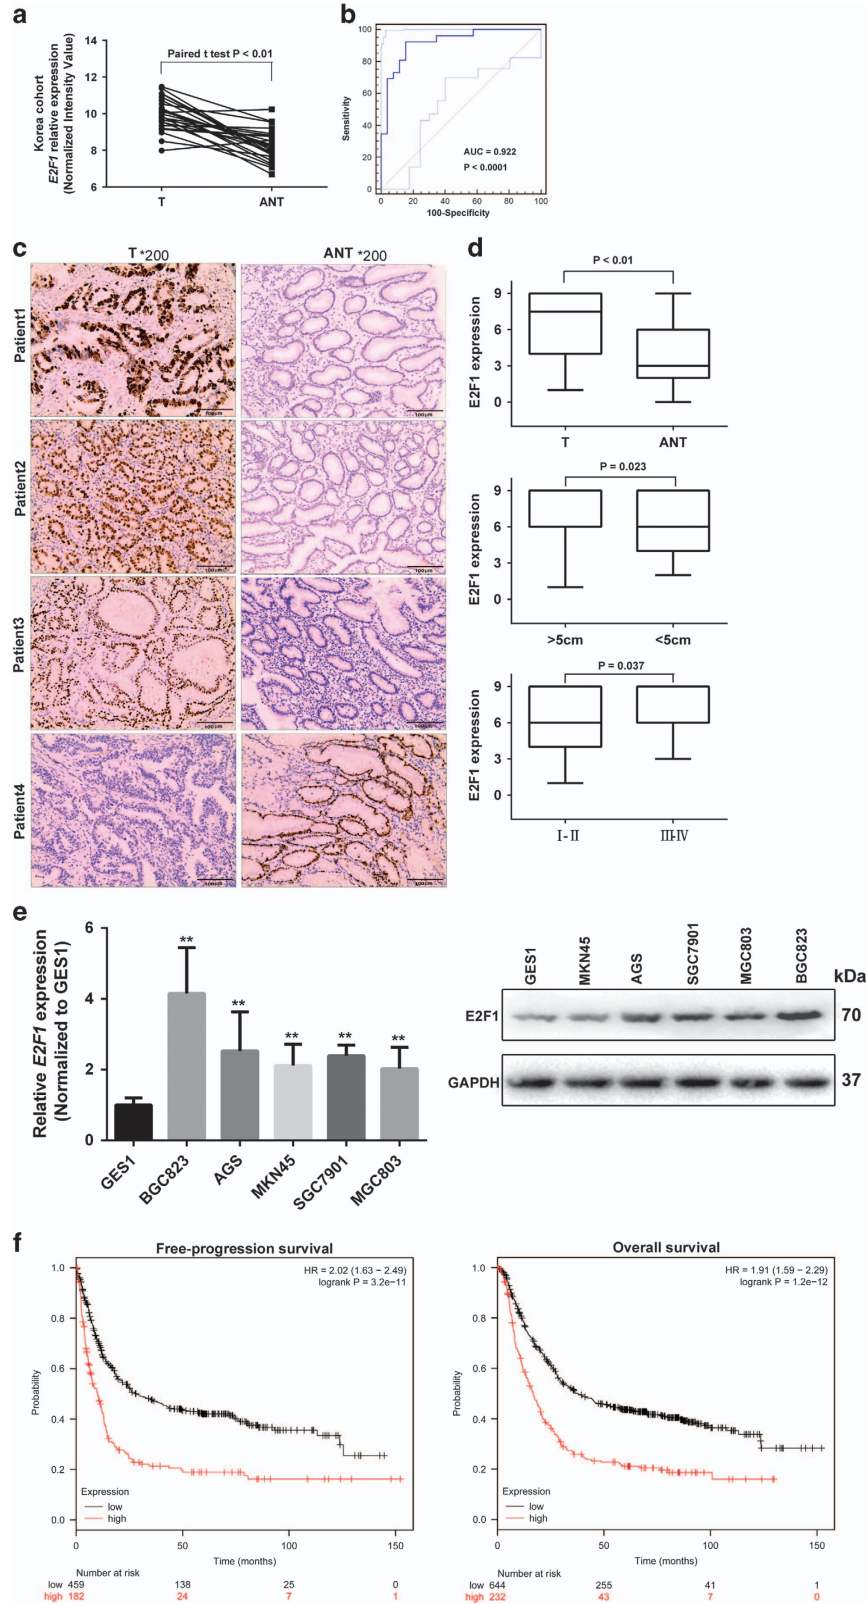 a
Korea cohort
E2F1 relative expression
(Normalized Intensity Value)
14
12
10
8
6
Paired t test P < 0.01
T
ANT
b
Sensitivity
100
80
60
40
20
0
AUC = 0.922
P < 0.0001
0
20
40
60
80
100
100-Specificity
c
T *200
ANT *200
Patient1
100μm
100μm
Patient2
100μm
100μm
Patient3
100μm
100μm
Patient4
100μm
100μm
d
P < 0.01
E2F1 expression
9
6
3
0
T
ANT
P = 0.023
E2F1 expression
9
6
3
0
>5cm
<5cm
P = 0.037
E2F1 expression
9
6
3
0
I-II
III-IV
e
Relative E2F1 expression
(Normalized to GES1)
6
4
2
0
**
**
**
**
**
GES1
BGC823
AGS
MKN45
SGC7901
MGC803
GES1
MKN45
AGS
SGC7901
MGC803
BGC823
kDa
E2F1
70
GAPDH
37
f
Free-progression survival
HR = 2.02 (1.63 − 2.49)
logrank P = 3.2e−11
Probability
1.0
0.8
0.6
0.4
0.2
0.0
Expression
low
high
0
50
100
150
Time (months)
Number at risk
low 459 138 25 0
high 182 24 7 1
Overall survival
HR = 1.91 (1.59 − 2.29)
logrank P = 1.2e−12
Probability
1.0
0.8
0.6
0.4
0.2
0.0
Expression
low
high
0
50
100
150
Time (months)
Number at risk
low 644 255 41 1
high 232 43 7 0